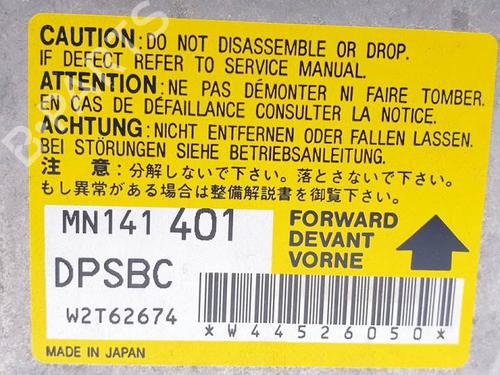 CAUTION: DO NOT DISASSEMBLE OR DROP.
IF DEFECT REFER TO SERVICE MANUAL.
ATTENTION: NE PAS DÉMONTER NI FAIRE TOMBER.
EN CAS DE DÉFAILLANCE CONSULTER LA NOTICE.
ACHTUNG: NICHT ENTFERNEN ODER FALLEN LASSEN.
BEI STÖRUNGEN SIEHE BETRIEBSANLEITUNG.
注 意 : 分解しないで下さい。落とさないで下さい。
もし異常がある場合は整備解説書を御覧下さい。
MN141 401
DPSBC
W2T62674
FORWARD
DEVANT
VORNE
*W44526050*
MADE IN JAPAN